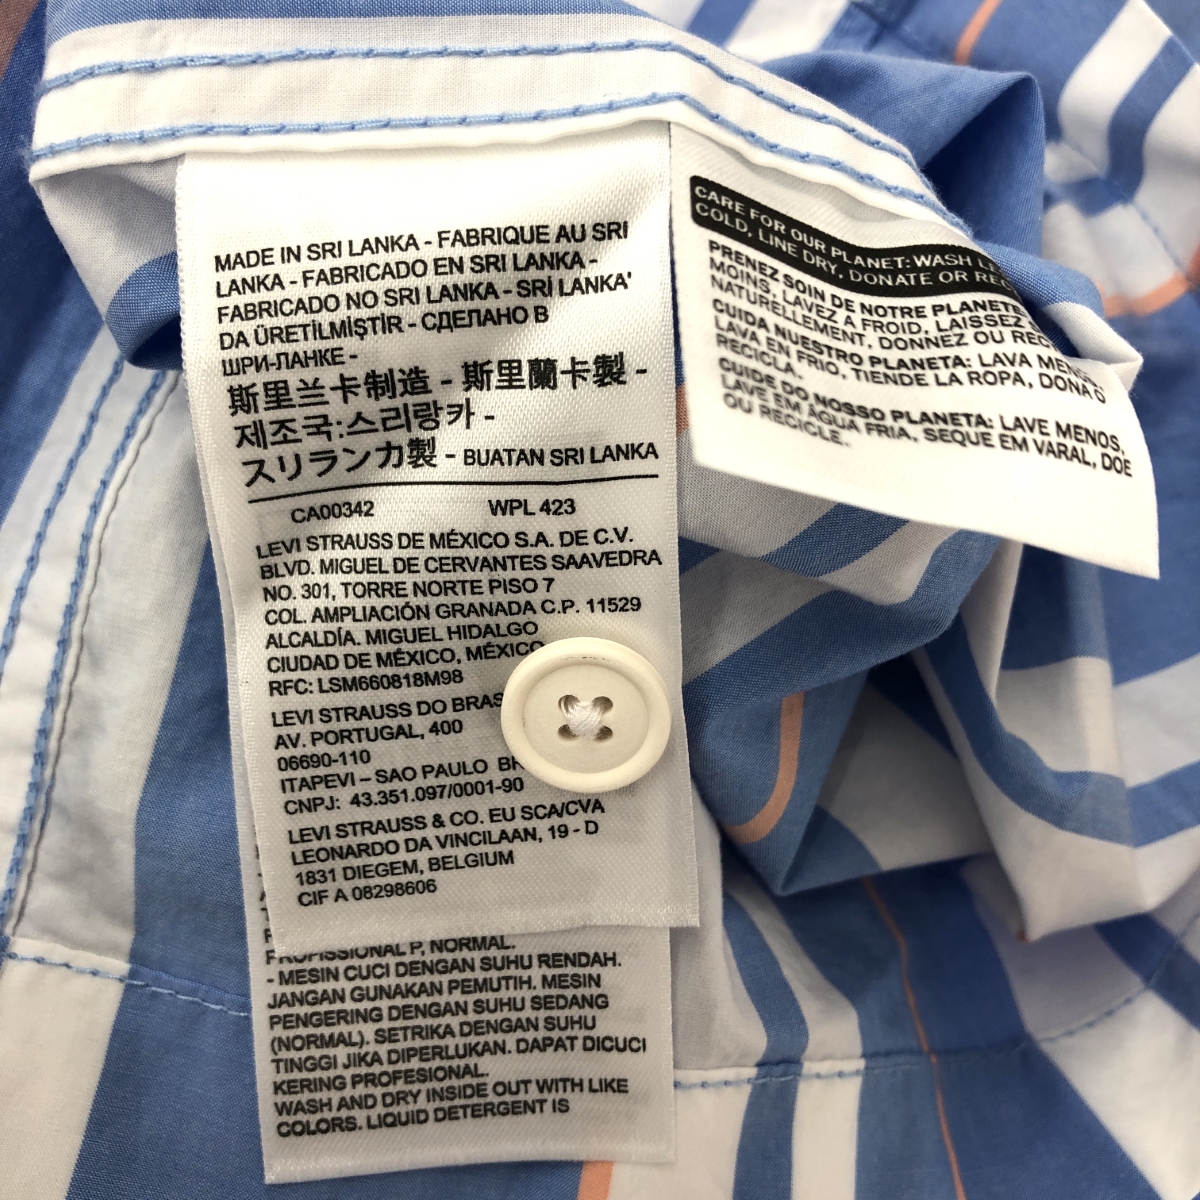 MADE IN SRI LANKA - FABRIQUE AU SRI
LANKA - FABRICADO EN SRI LANKA -
FABRICADO NO SRI LANKA - SRİ LANKA'
DA ÜRETİLMİŞTİR - СДЕЛАНО В
ШРИ-ЛАНКЕ -
斯里兰卡制造 - 斯里蘭卡製 -
제조국:스리랑카 -
スリランカ製 - BUATAN SRI LANKA
CA00342 WPL 423
LEVI STRAUSS DE MÉXICO S.A. DE C.V.
BLVD. MIGUEL DE CERVANTES SAAVEDRA
NO. 301, TORRE NORTE PISO 7
COL. AMPLIACIÓN GRANADA C.P. 11529
ALCALDÍA. MIGUEL HIDALGO
CIUDAD DE MÉXICO, MÉXICO
RFC: LSM660818M98
LEVI STRAUSS DO BRAS
AV. PORTUGAL, 400
06690-110
ITAPEVI – SAO PAULO BR
CNPJ: 43.351.097/0001-90
LEVI STRAUSS & CO. EU SCA/CVA
LEONARDO DA VINCILAAN, 19 - D
1831 DIEGEM, BELGIUM
CIF A 08298606
PROFISSIONAL P, NORMAL.
- MESIN CUCI DENGAN SUHU RENDAH.
JANGAN GUNAKAN PEMUTIH. MESIN
PENGERING DENGAN SUHU SEDANG
(NORMAL). SETRIKA DENGAN SUHU
TINGGI JIKA DIPERLUKAN. DAPAT DICUCI
KERING PROFESIONAL.
WASH AND DRY INSIDE OUT WITH LIKE
COLORS. LIQUID DETERGENT IS
CARE FOR OUR PLANET: WASH LE
COLD, LINE DRY, DONATE OR REC
PRENEZ SOIN DE NOTRE PLANETE
MOINS, LAVEZ A FROID, LAISSEZ S
NATURELLEMENT, DONNEZ OU REC
CUIDA NUESTRO PLANETA: LAVA MENOS,
LAVA EN FRIO, TIENDE LA ROPA, DONA O
RECICLA.
CUIDE DO NOSSO PLANETA: LAVE MENOS,
LAVE EM ÁGUA FRIA, SEQUE EM VARAL, DOE
OU RECICLE.